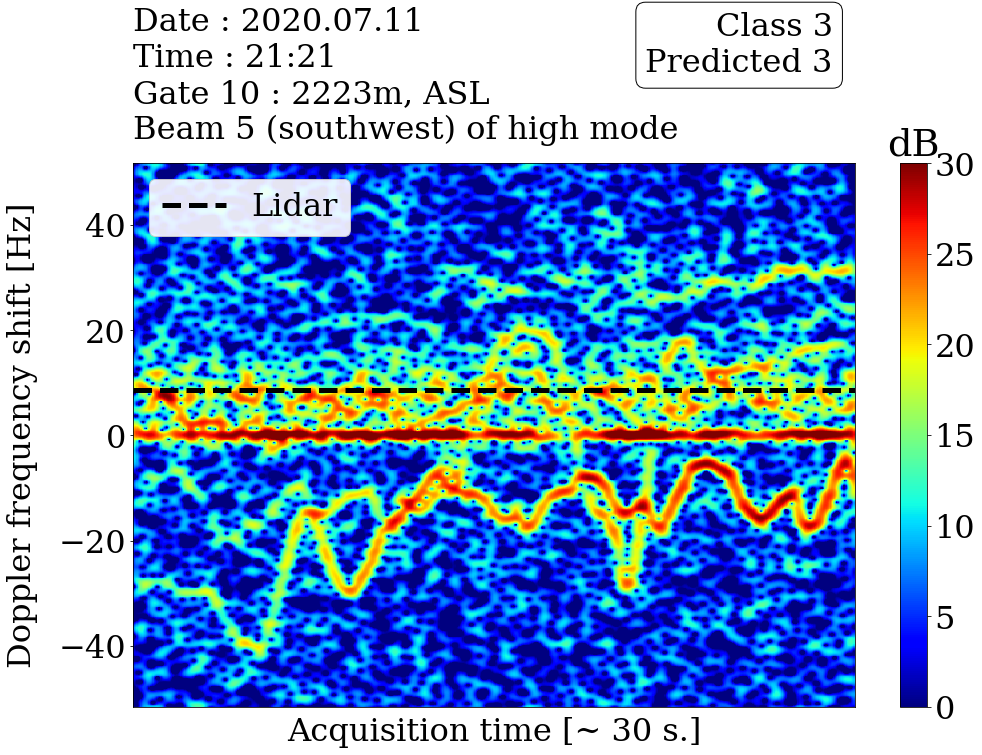 Date : 2020.07.11
Time : 21:21
Gate 10 : 2223m, ASL
Beam 5 (southwest) of high mode
Class 3
Predicted 3
dB
Lidar
Doppler frequency shift [Hz]
40
20
0
−20
−40
Acquisition time [~ 30 s.]
30
25
20
15
10
5
0